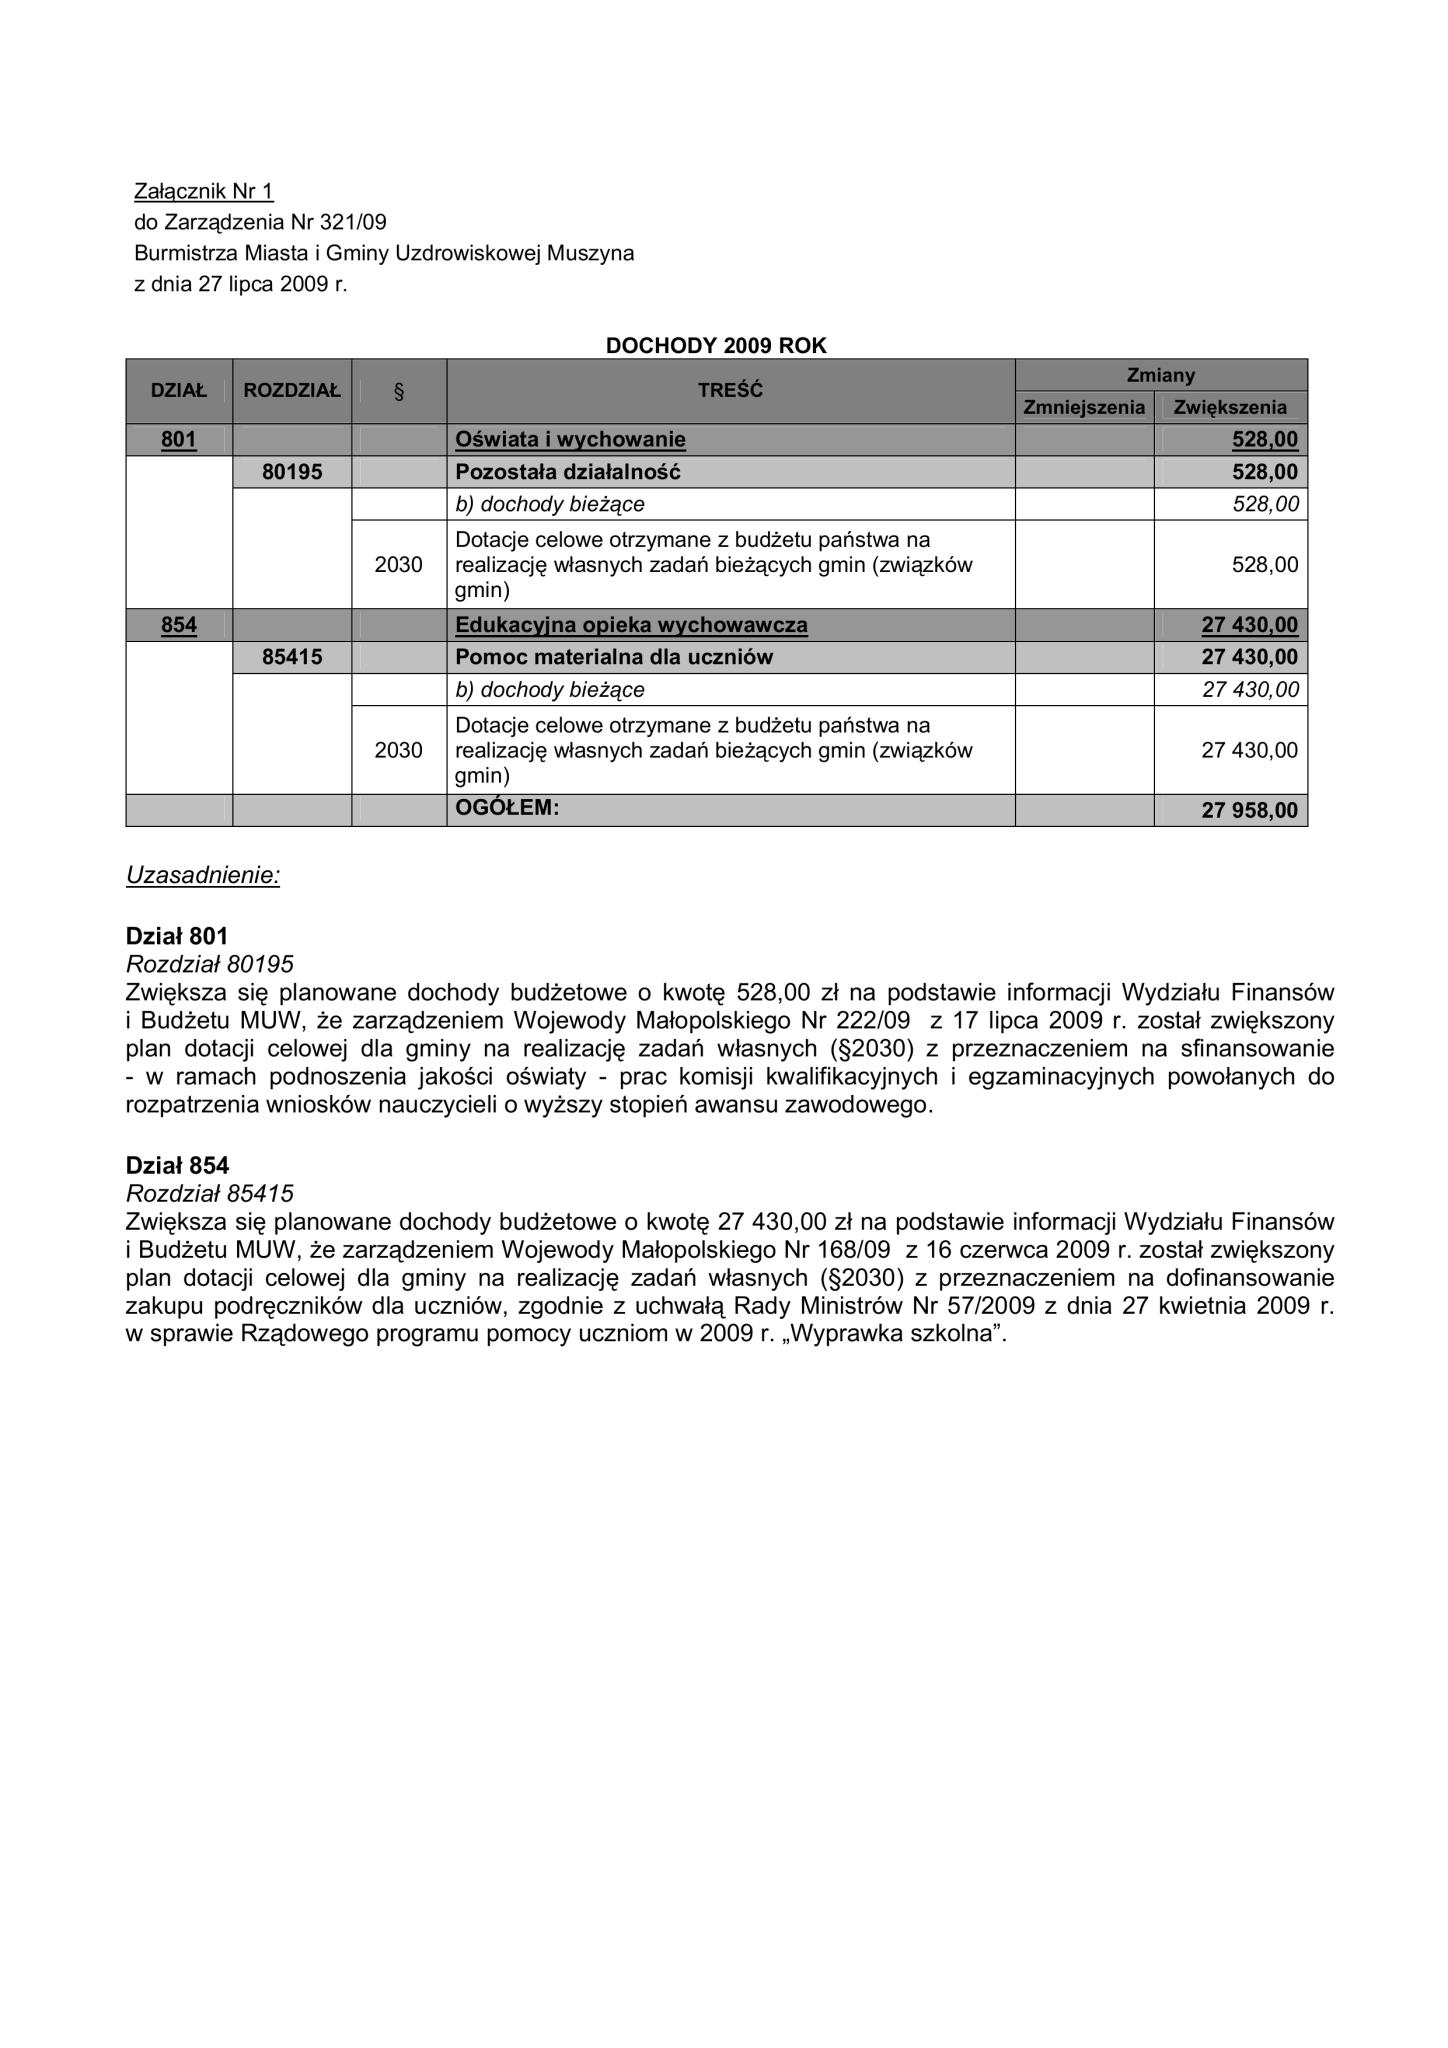 Załącznik Nr 1
do Zarządzenia Nr 321/09
Burmistrza Miasta i Gminy Uzdrowiskowej Muszyna
z dnia 27 lipca 2009 r.
DOCHODY 2009 ROK
DZIAŁ ROZDZIAŁ § TREŚĆ Zmiany
Zmniejszenia Zwiększenia
801 Oświata i wychowanie 528,00
80195 Pozostała działalność 528,00
b) dochody bieżące 528,00
Dotacje celowe otrzymane z budżetu państwa na
2030 realizację własnych zadań bieżących gmin (związków 528,00
gmin)
854 Edukacyjna opieka wychowawcza 27 430,00
85415 Pomoc materialna dla uczniów 27 430,00
b) dochody bieżące 27 430,00
Dotacje celowe otrzymane z budżetu państwa na
2030 realizację własnych zadań bieżących gmin (związków 27 430,00
gmin)
OGÓŁEM: 27 958,00
Uzasadnienie:
Dział 801
Rozdział 80195
Zwiększa się planowane dochody budżetowe o kwotę 528,00 zł na podstawie informacji Wydziału Finansów
i Budżetu MUW, że zarządzeniem Wojewody Małopolskiego Nr 222/09 z 17 lipca 2009 r. został zwiększony
plan dotacji celowej dla gminy na realizację zadań własnych (§2030) z przeznaczeniem na sfinansowanie
- w ramach podnoszenia jakości oświaty - prac komisji kwalifikacyjnych i egzaminacyjnych powołanych do
rozpatrzenia wniosków nauczycieli o wyższy stopień awansu zawodowego.
Dział 854
Rozdział 85415
Zwiększa się planowane dochody budżetowe o kwotę 27 430,00 zł na podstawie informacji Wydziału Finansów
i Budżetu MUW, że zarządzeniem Wojewody Małopolskiego Nr 168/09 z 16 czerwca 2009 r. został zwiększony
plan dotacji celowej dla gminy na realizację zadań własnych (§2030) z przeznaczeniem na dofinansowanie
zakupu podręczników dla uczniów, zgodnie z uchwałą Rady Ministrów Nr 57/2009 z dnia 27 kwietnia 2009 r.
w sprawie Rządowego programu pomocy uczniom w 2009 r. „Wyprawka szkolna”.